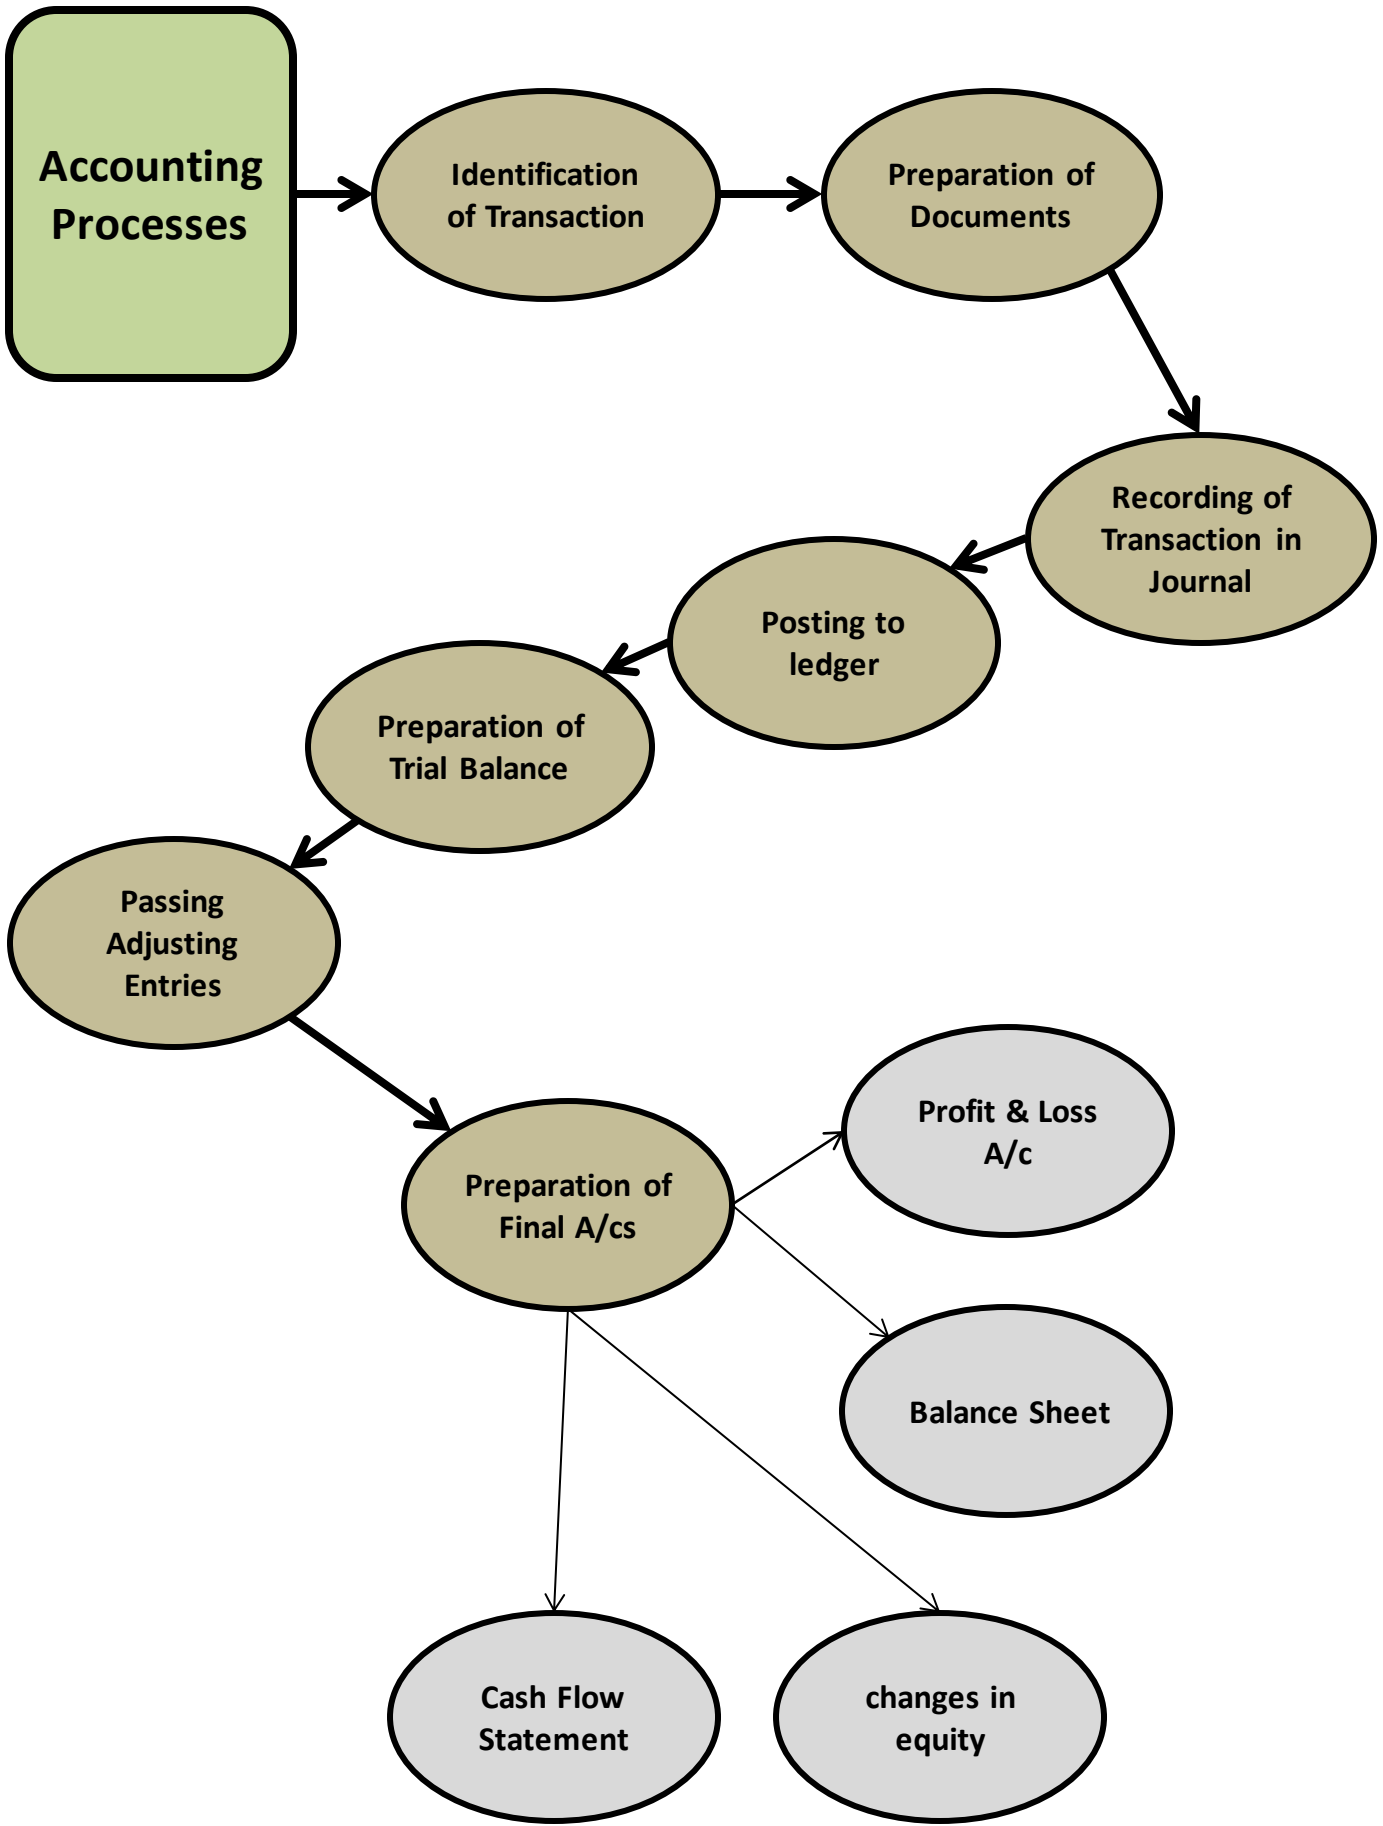 Accounting
Processes
Identification
of Transaction
Preparation of
Documents
Recording of
Transaction in
Journal
Posting to
ledger
Preparation of
Trial Balance
Passing
Adjusting
Entries
Preparation of
Final A/cs
Profit & Loss
A/c
Balance Sheet
Cash Flow
Statement
changes in
equity